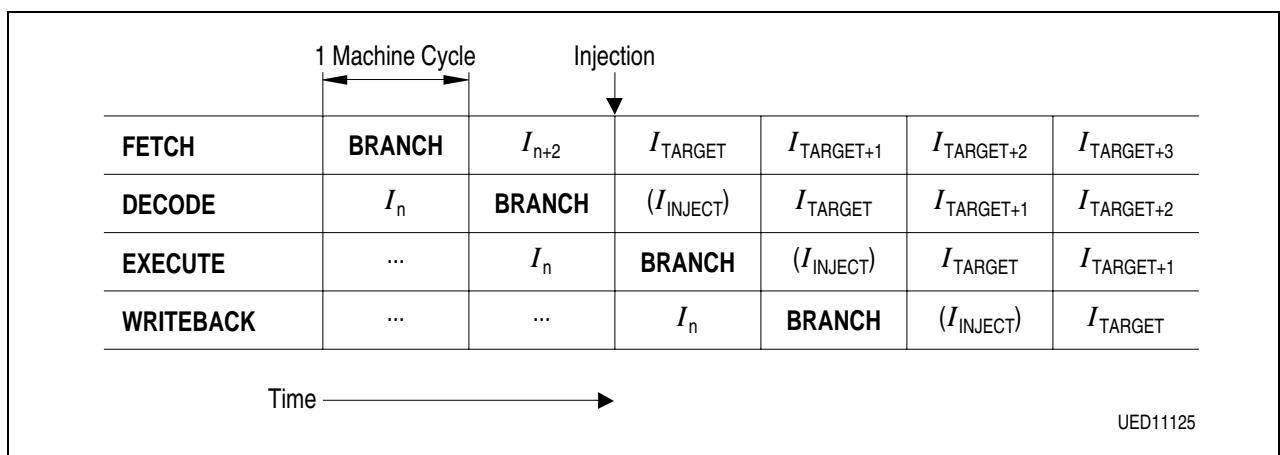 1 Machine Cycle Injection
FETCH BRANCH In+2 ITARGET ITARGET+1 ITARGET+2 ITARGET+3
DECODE In BRANCH (IINJECT) ITARGET ITARGET+1 ITARGET+2
EXECUTE ... In BRANCH (IINJECT) ITARGET ITARGET+1
WRITEBACK ... ... In BRANCH (IINJECT) ITARGET
Time
UED11125